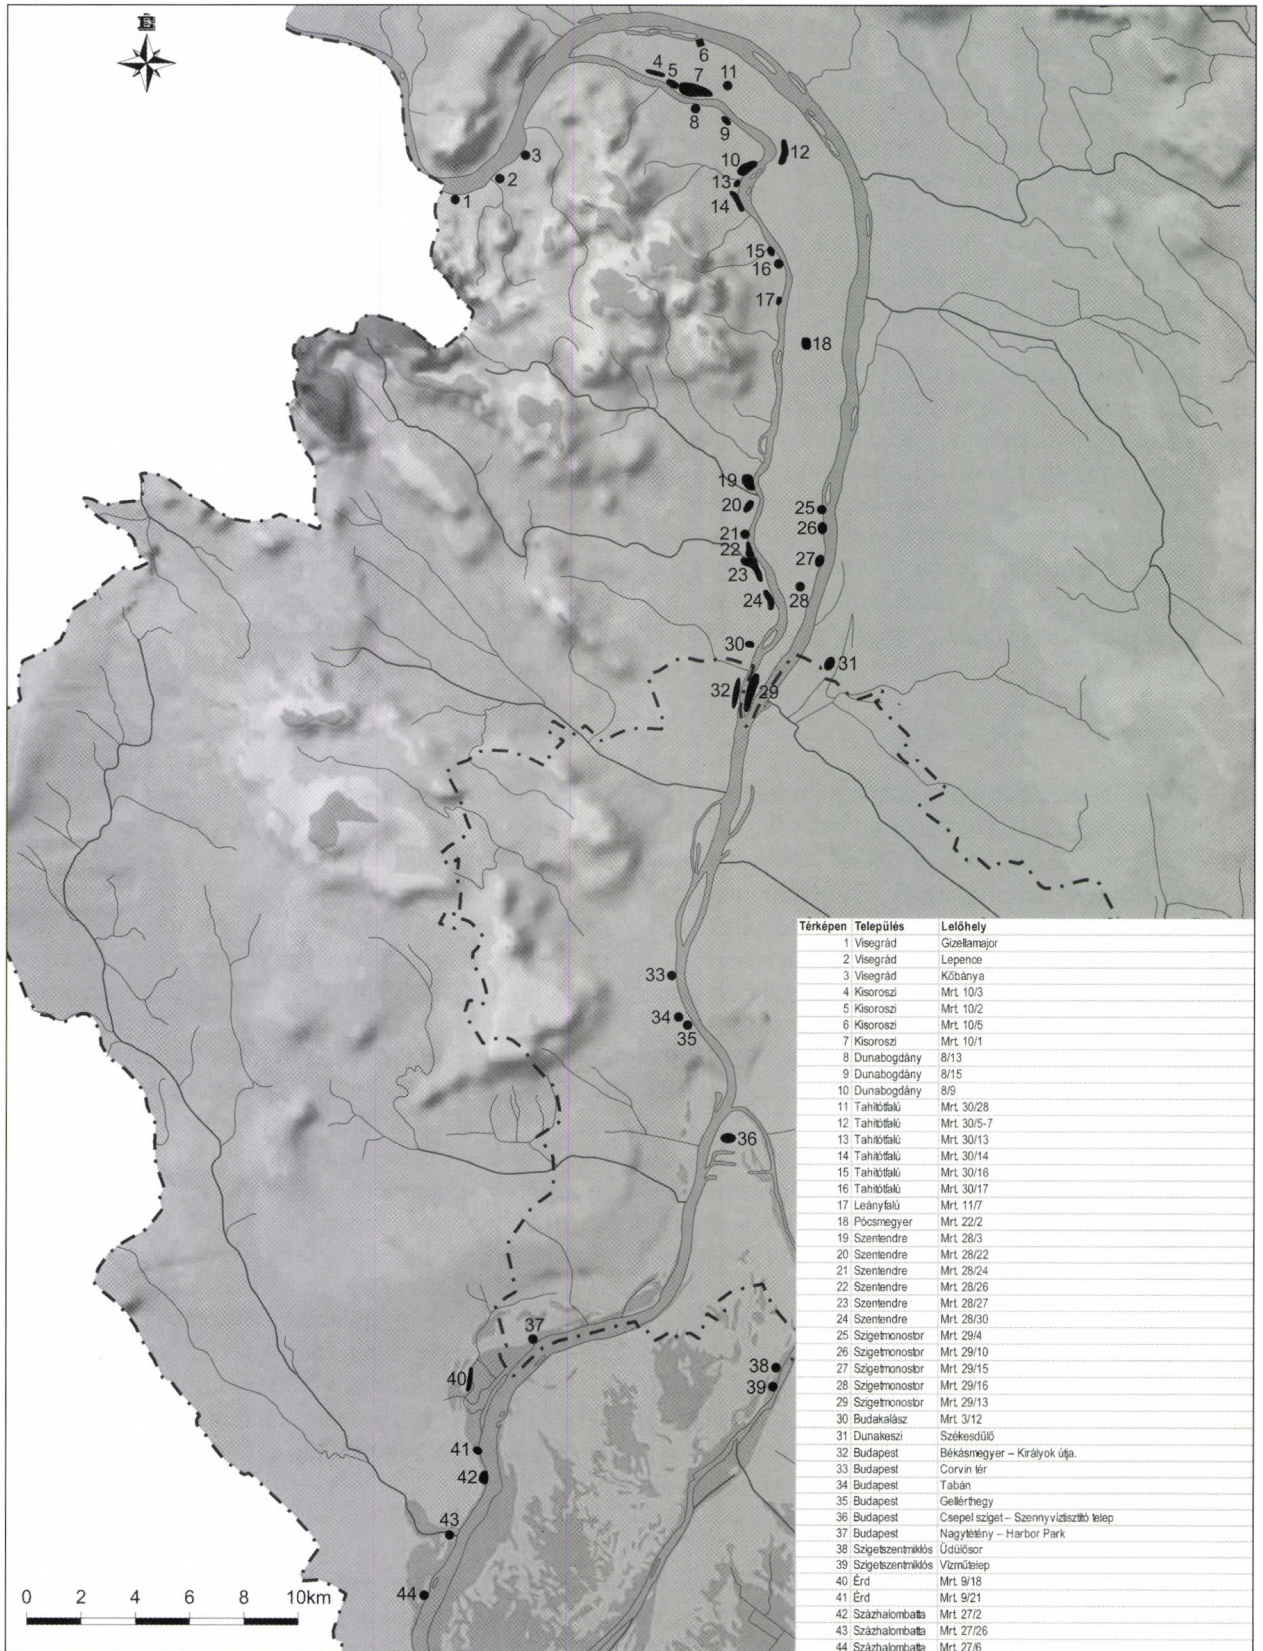 É
4
5
7
6
11
8
9
3
2
1
10
12
13
14
15
16
17
18
19
20
21
22
23
24
25
26
27
28
30
31
32
29
33
34
35
36
37
38
39
40
41
42
43
44
0 2 4 6 8 10km
Térképen Település Lelőhely
1 Visegrád Gizellamajor
2 Visegrád Lepence
3 Visegrád Kőbánya
4 Kisoroszi Mrt. 10/3
5 Kisoroszi Mrt. 10/2
6 Kisoroszi Mrt. 10/5
7 Kisoroszi Mrt. 10/1
8 Dunabogdány 8/13
9 Dunabogdány 8/15
10 Dunabogdány 8/9
11 Tahitótfalú Mrt. 30/28
12 Tahitótfalú Mrt. 30/5-7
13 Tahitótfalú Mrt. 30/13
14 Tahitótfalú Mrt. 30/14
15 Tahitótfalú Mrt. 30/16
16 Tahitótfalú Mrt. 30/17
17 Leányfalú Mrt. 11/7
18 Pócsmegyer Mrt. 22/2
19 Szentendre Mrt. 28/3
20 Szentendre Mrt. 28/22
21 Szentendre Mrt. 28/24
22 Szentendre Mrt. 28/26
23 Szentendre Mrt. 28/27
24 Szentendre Mrt. 28/30
25 Szigetmonostor Mrt. 29/4
26 Szigetmonostor Mrt. 29/10
27 Szigetmonostor Mrt. 29/15
28 Szigetmonostor Mrt. 29/16
29 Szigetmonostor Mrt. 29/13
30 Budakalász Mrt. 3/12
31 Dunakeszi Székesdűlő
32 Budapest Békásmegyer – Királyok útja.
33 Budapest Corvin tér
34 Budapest Tabán
35 Budapest Gellérthegy
36 Budapest Csepel sziget – Szennyvíztisztító telep
37 Budapest Nagytétény – Harbor Park
38 Szigetszentmiklós Üdülősor
39 Szigetszentmiklós Vízműtelep
40 Érd Mrt. 9/18
41 Érd Mrt. 9/21
42 Százhalombatta Mrt. 27/2
43 Százhalombatta Mrt. 27/26
44 Százhalombatta Mrt. 27/6